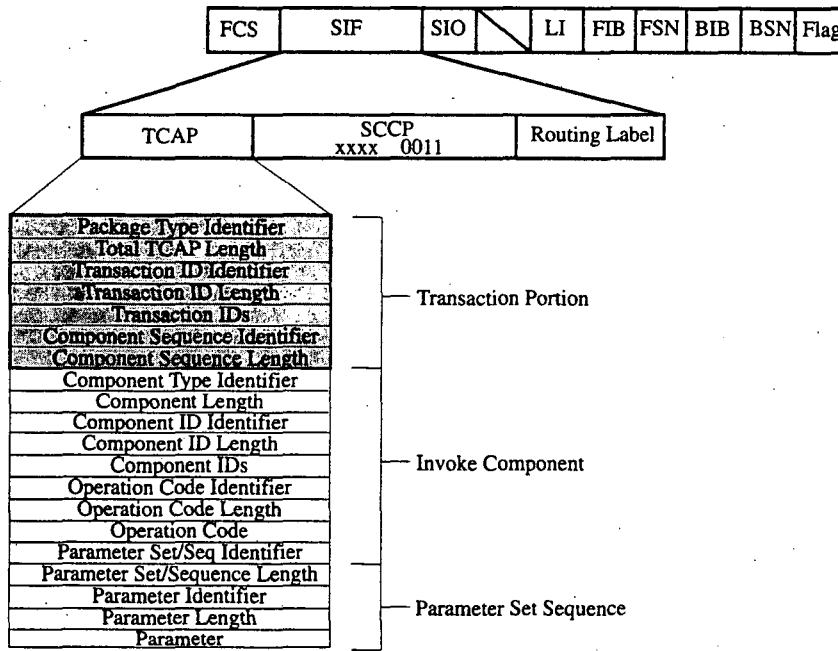 FCS SIF SIO LI FIB FSN BIB BSN Flag
TCAP SCCP Routing Label
xxxx 0011
Package Type Identifier
Total TCAP Length
Transaction ID Identifier
Transaction ID Length
Transaction IDs
Component Sequence Identifier
Component Sequence Length
Component Type Identifier
Component Length
Component ID Identifier
Component ID Length
Component IDs
Operation Code Identifier
Operation Code Length
Operation Code
Parameter Set/Seq Identifier
Parameter Set/Sequence Length
Parameter Identifier
Parameter Length
Parameter
Transaction Portion
Invoke Component
Parameter Set Sequence